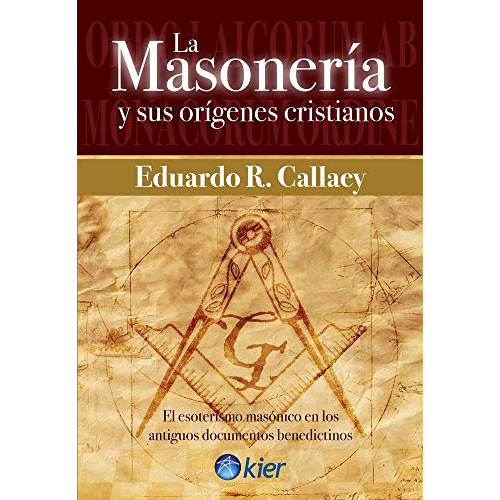 ORDO LAICORUM AB
La
Masonería
y sus orígenes cristianos
MONACORUM ORDINE
Eduardo R. Callaey
G
El esoterismo masónico en los
antiguos documentos benedictinos
kier